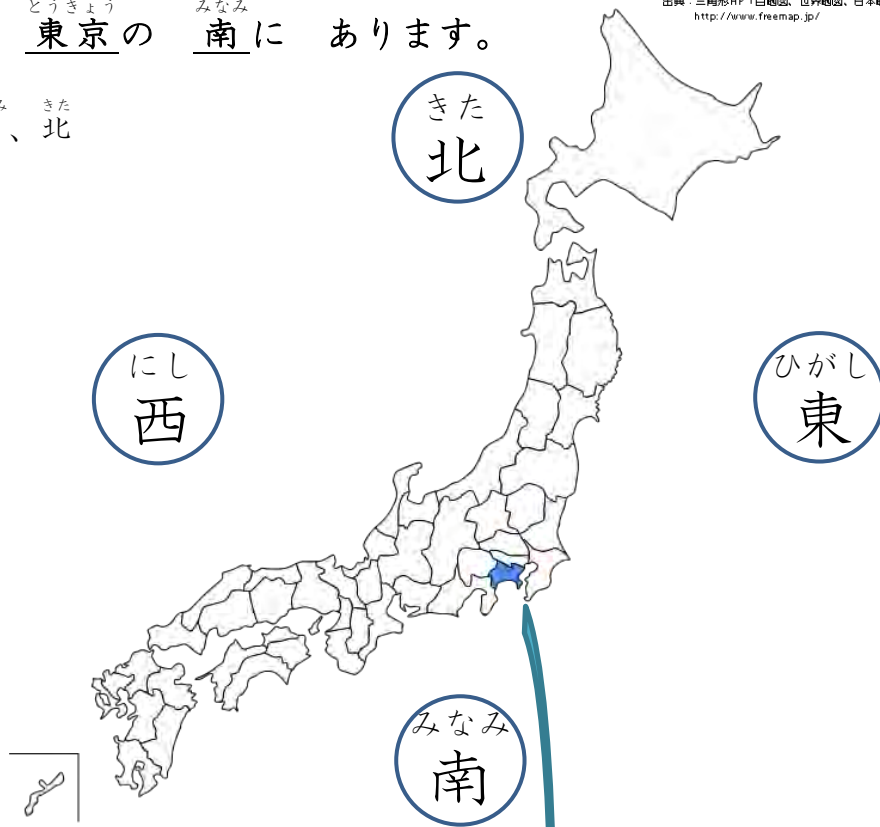 とうきょう みなみ
東京の 南に あります。
http://www.freemap.jp/
きた
、北
きた
北
にし
西
ひがし
東
みなみ
南